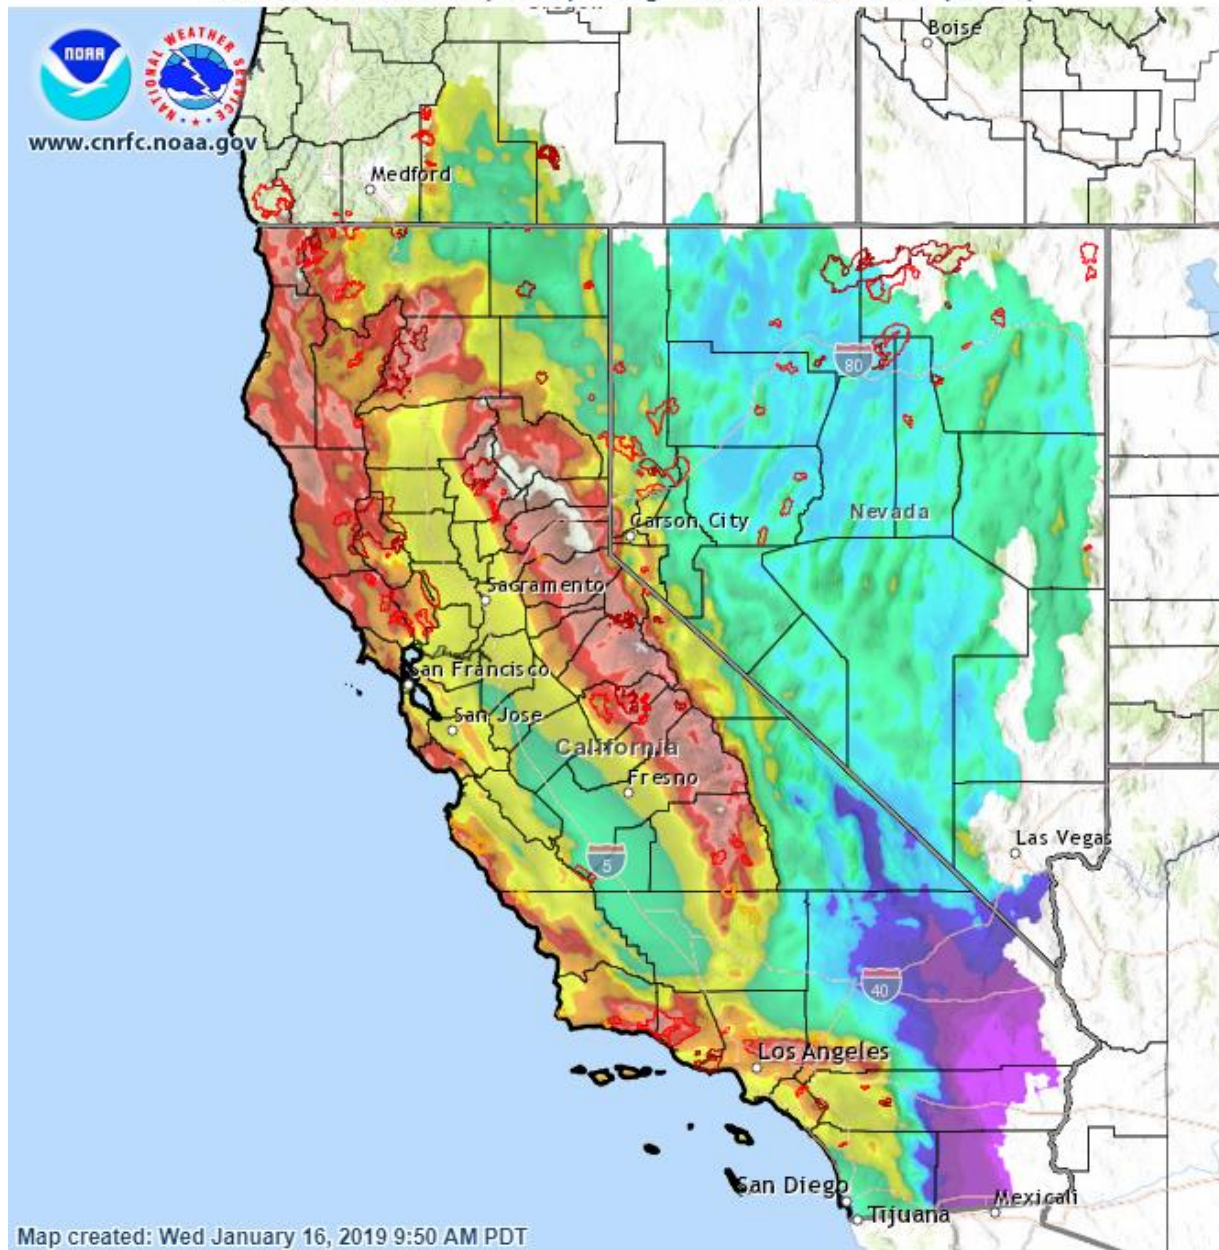 Oregon
Boise
NOAA
NATIONAL WEATHER SERVICE
www.cnrfc.noaa.gov
Medford
80
Nevada
Carson City
Sacramento
San Francisco
San Jose
California
Fresno
Las Vegas
5
40
Los Angeles
San Diego
Mexicali
Tijuana
Map created: Wed January 16, 2019 9:50 AM PDT